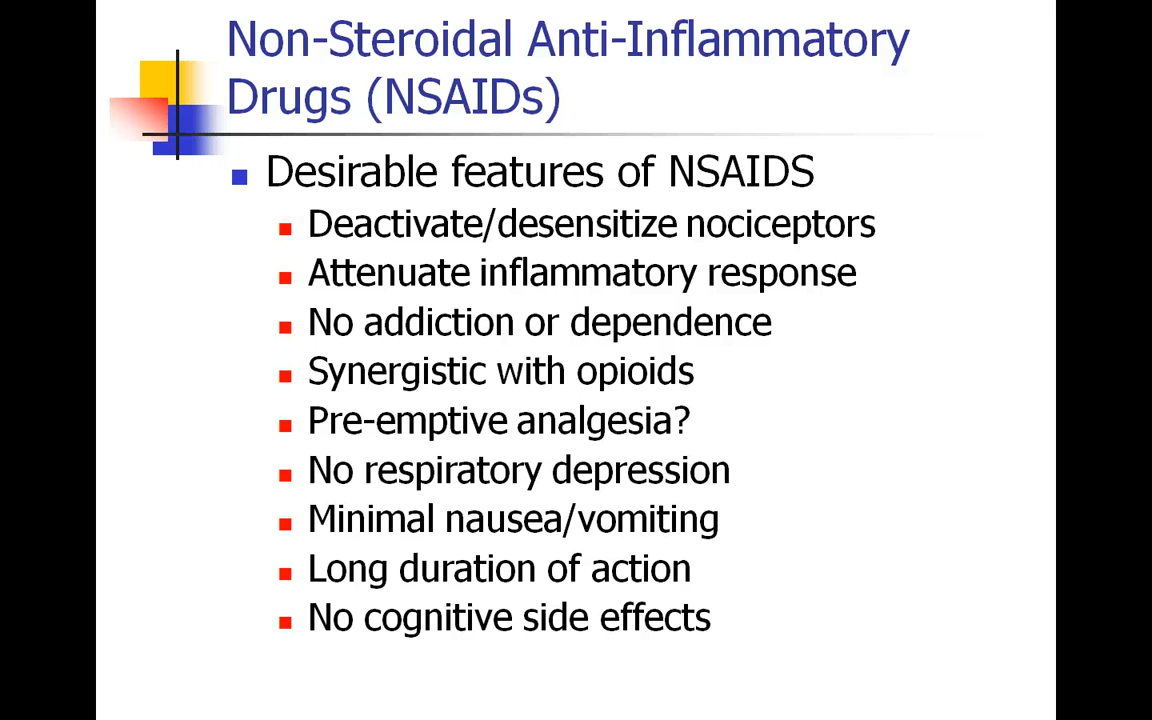 Non-Steroidal Anti-Inflammatory
Drugs (NSAIDs)
Desirable features of NSAIDS
Deactivate/desensitize nociceptors
Attenuate inflammatory response
No addiction or dependence
Synergistic with opioids
Pre-emptive analgesia?
No respiratory depression
Minimal nausea/vomiting
Long duration of action
No cognitive side effects